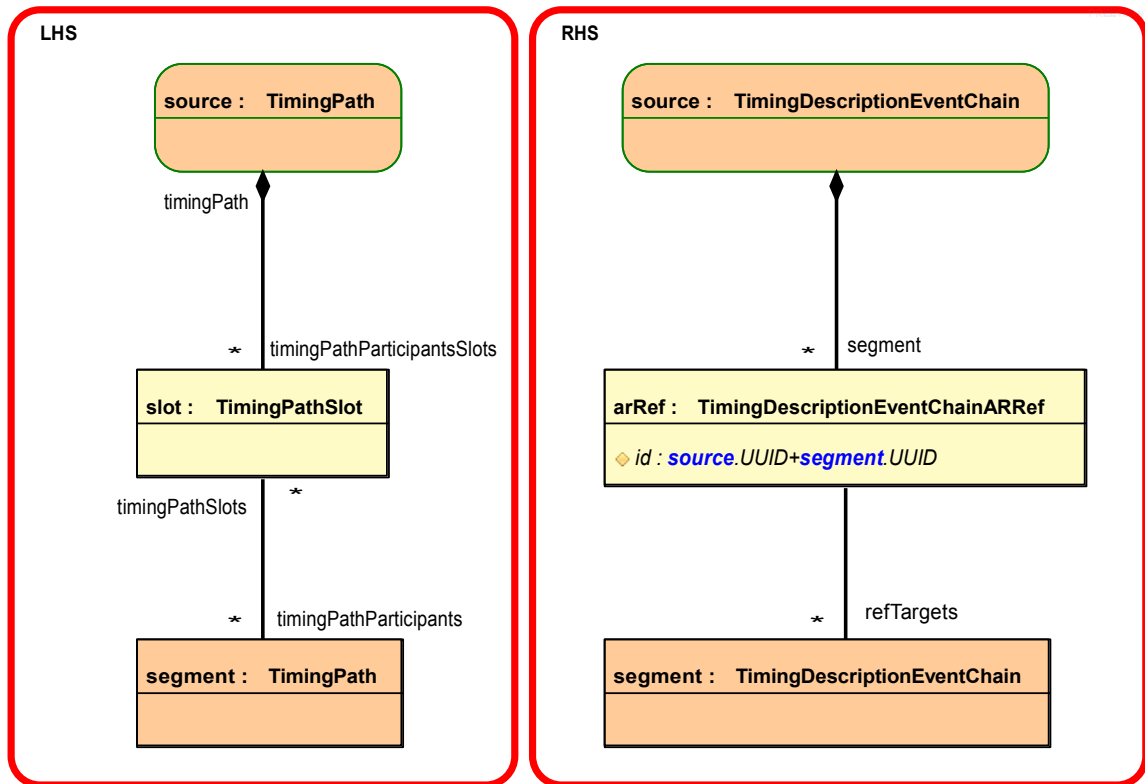 LHS
source : TimingPath
timingPath
* timingPathParticipantsSlots
slot : TimingPathSlot
timingPathSlots *
* timingPathParticipants
segment : TimingPath
RHS
source : TimingDescriptionEventChain
* segment
arRef : TimingDescriptionEventChainARRef
id : source.UUID+segment.UUID
* refTargets
segment : TimingDescriptionEventChain